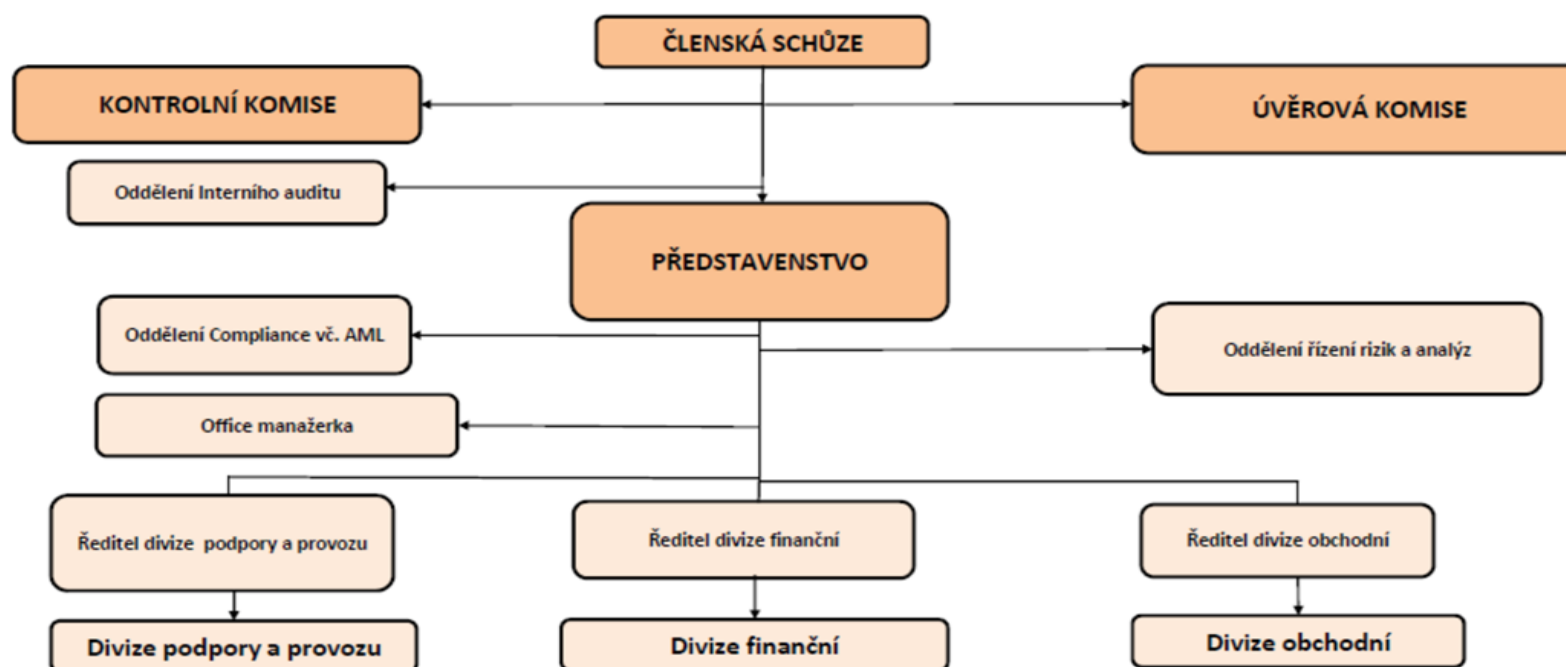 ČLENSKÁ SCHŮZE
KONTROLNÍ KOMISE
ÚVĚROVÁ KOMISE
Oddělení Interního auditu
PŘEDSTAVENSTVO
Oddělení Compliance vč. AML
Oddělení řízení rizik a analýz
Office manažerka
Ředitel divize podpory a provozu
Ředitel divize finanční
Ředitel divize obchodní
Divize podpory a provozu
Divize finanční
Divize obchodní